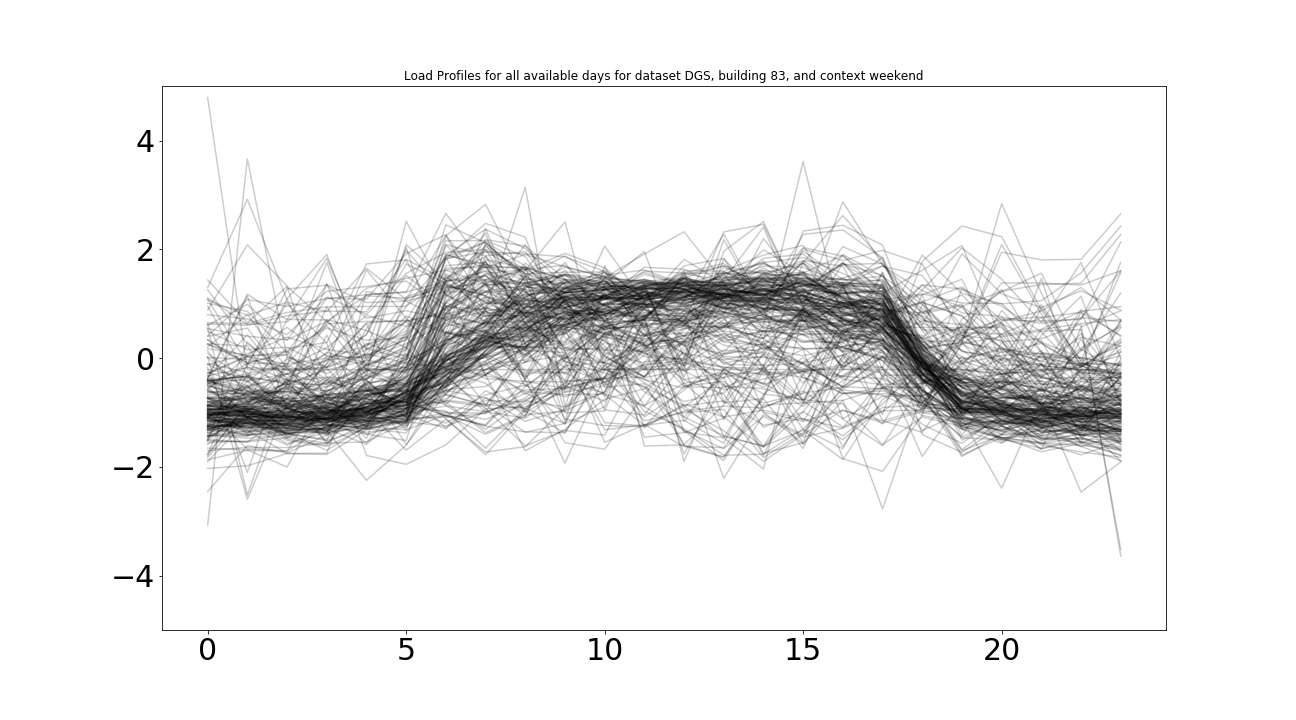 Load Profiles for all available days for dataset DGS, building 83, and context weekend
4
2
0
−2
−4
0 5 10 15 20